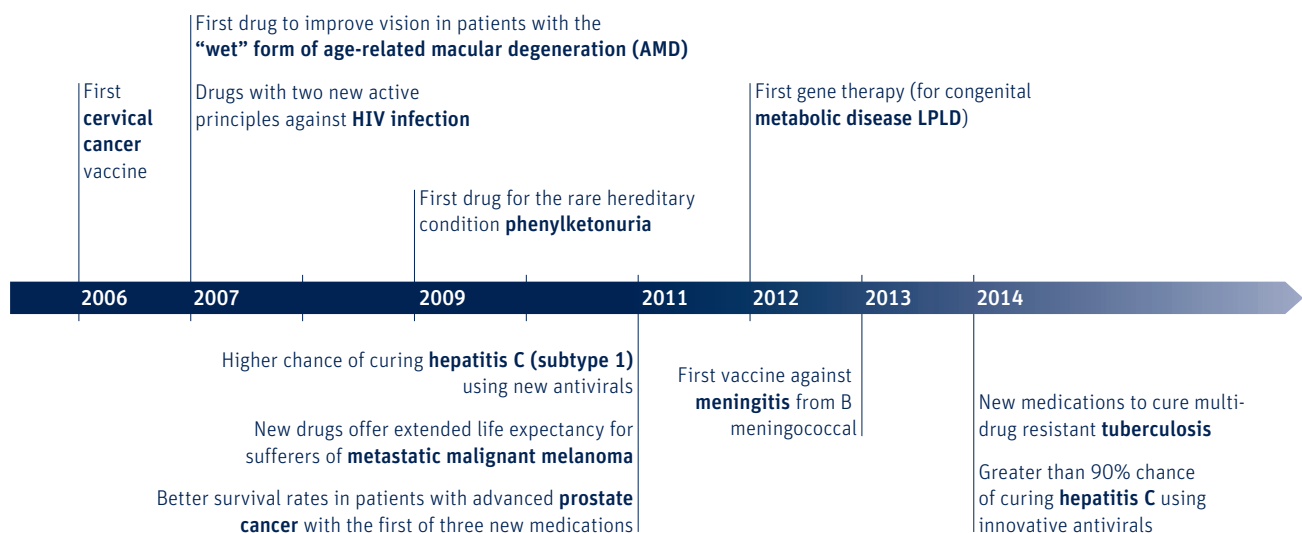 First drug to improve vision in patients with the
“wet” form of age-related macular degeneration (AMD)
First
cervical
cancer
vaccine
Drugs with two new active
principles against HIV infection
First gene therapy (for congenital
metabolic disease LPLD)
First drug for the rare hereditary
condition phenylketonuria
2006 2007 2009 2011 2012 2013 2014
Higher chance of curing hepatitis C (subtype 1)
using new antivirals
New drugs offer extended life expectancy for
sufferers of metastatic malignant melanoma
Better survival rates in patients with advanced prostate
cancer with the first of three new medications
First vaccine against
meningitis from B
meningococcal
New medications to cure multi-
drug resistant tuberculosis
Greater than 90% chance
of curing hepatitis C using
innovative antivirals